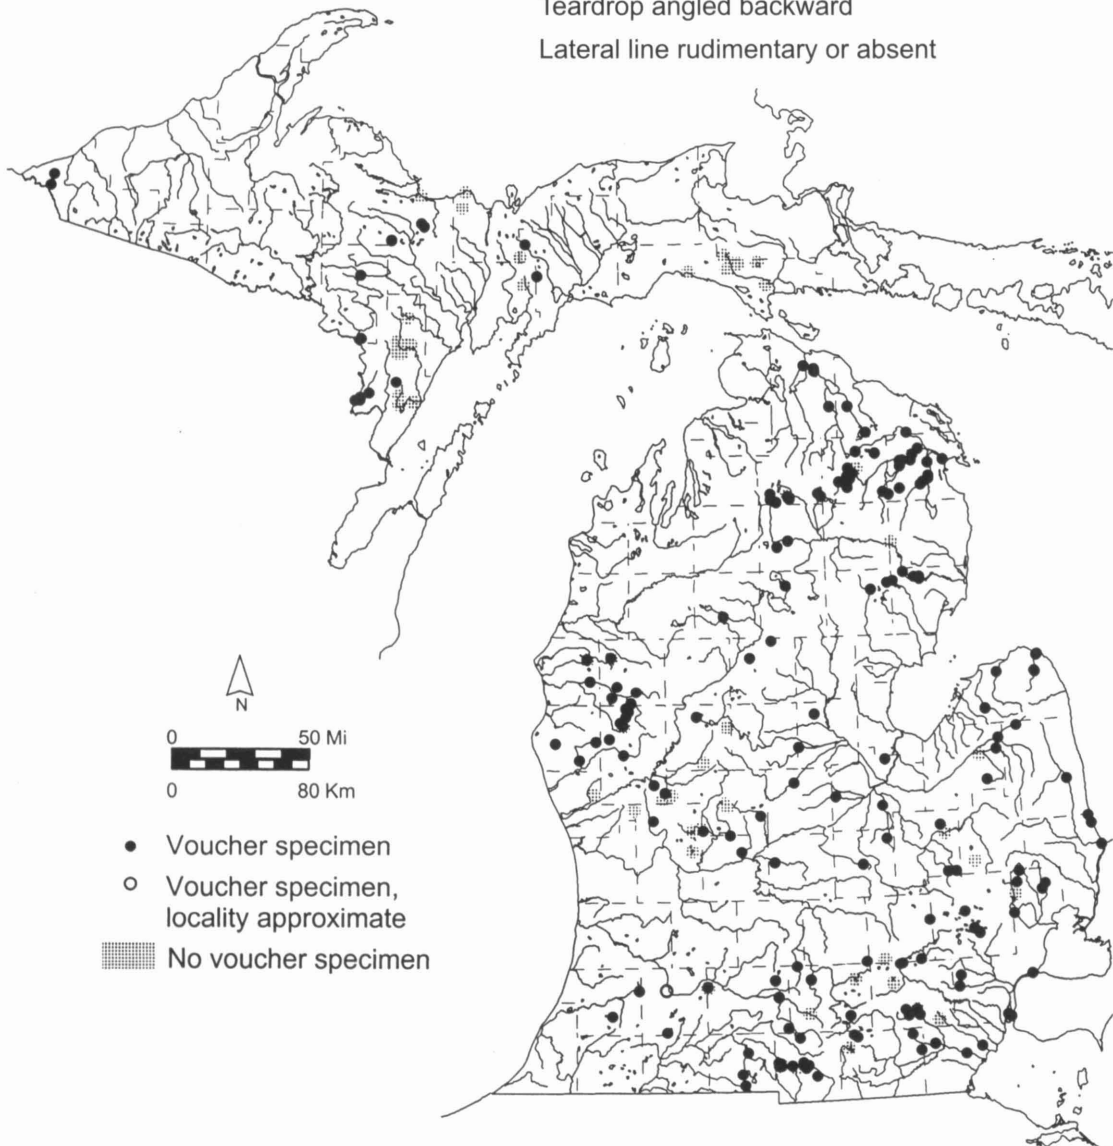 Teardrop angled backward
Lateral line rudimentary or absent
N
0 50 Mi
0 80 Km
Voucher specimen
Voucher specimen,
locality approximate
No voucher specimen